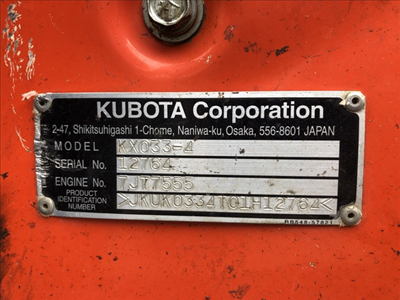 KUBOTA Corporation
2-47, Shikitsuhigashi 1-Chome, Naniwa-ku, Osaka, 556-8601 JAPAN
MODEL KX033-4
SERIAL No. 12764
ENGINE No. 7JT7555
PRODUCT IDENTIFICATION NUMBER >JKUK0334T01H12764<